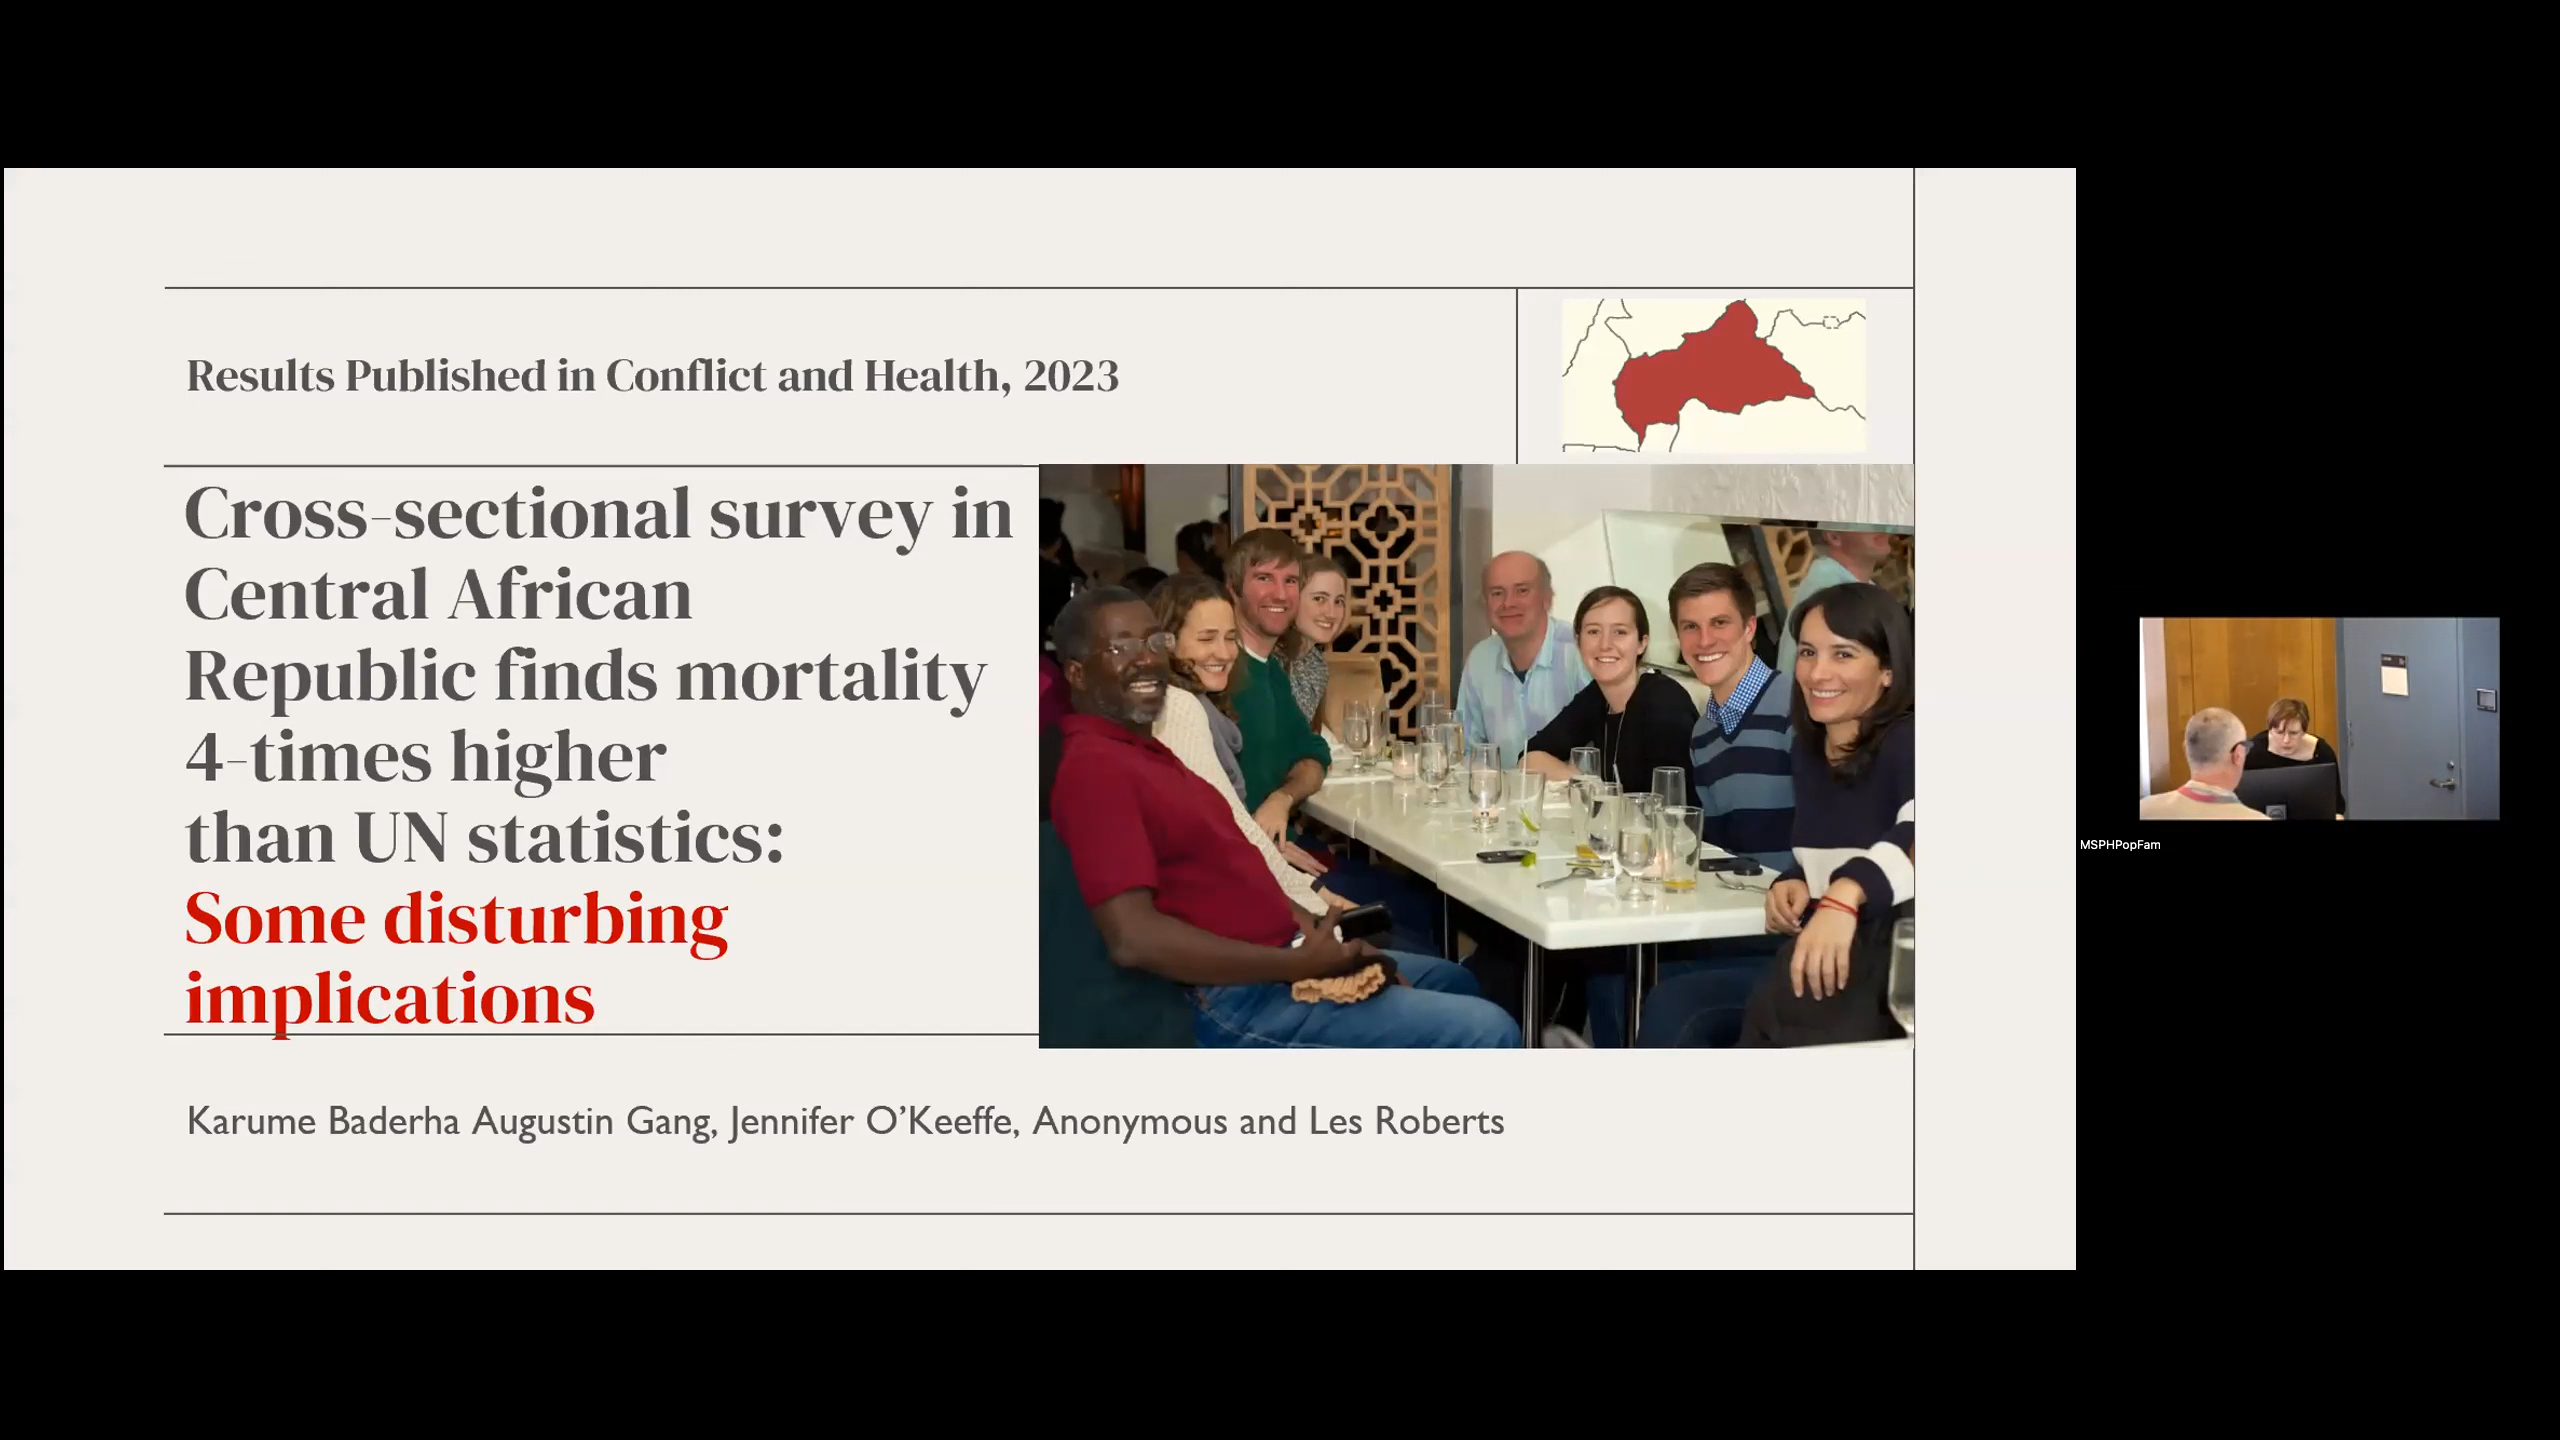 Results Published in Conflict and Health, 2023
Cross-sectional survey in
Central African
Republic finds mortality
4-times higher
than UN statistics:
Some disturbing
implications
Karume Baderha Augustin Gang, Jennifer O’Keeffe, Anonymous and Les Roberts
MSPHPopFam